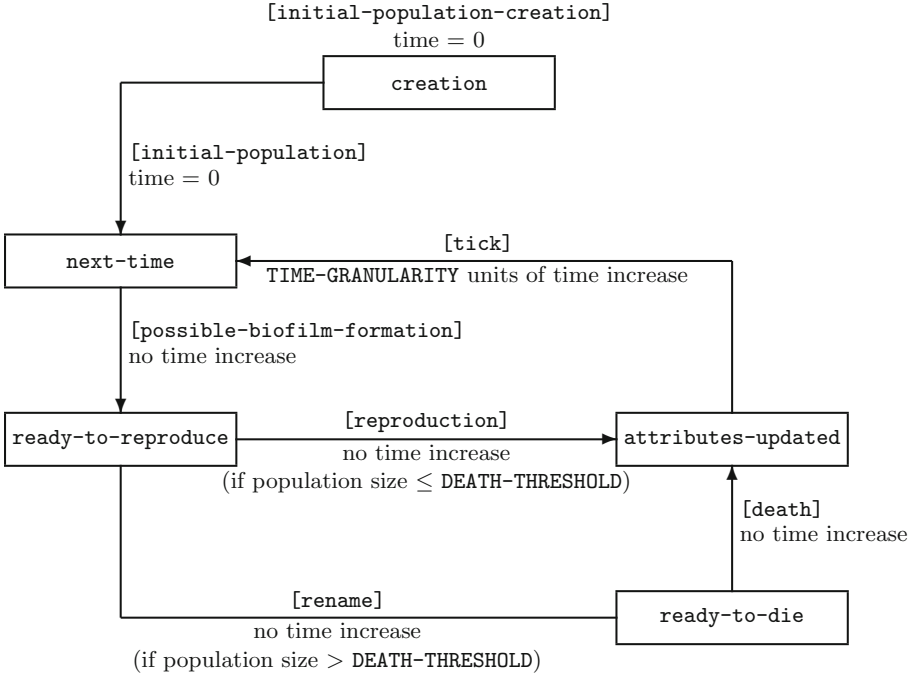 [initial-population-creation]
time = 0
creation
[initial-population]
time = 0
next-time
[tick]
TIME-GRANULARITY units of time increase
[possible-biofilm-formation]
no time increase
ready-to-reproduce
[reproduction]
no time increase
(if population size ≤ DEATH-THRESHOLD)
attributes-updated
[death]
no time increase
[rename]
no time increase
(if population size > DEATH-THRESHOLD)
ready-to-die